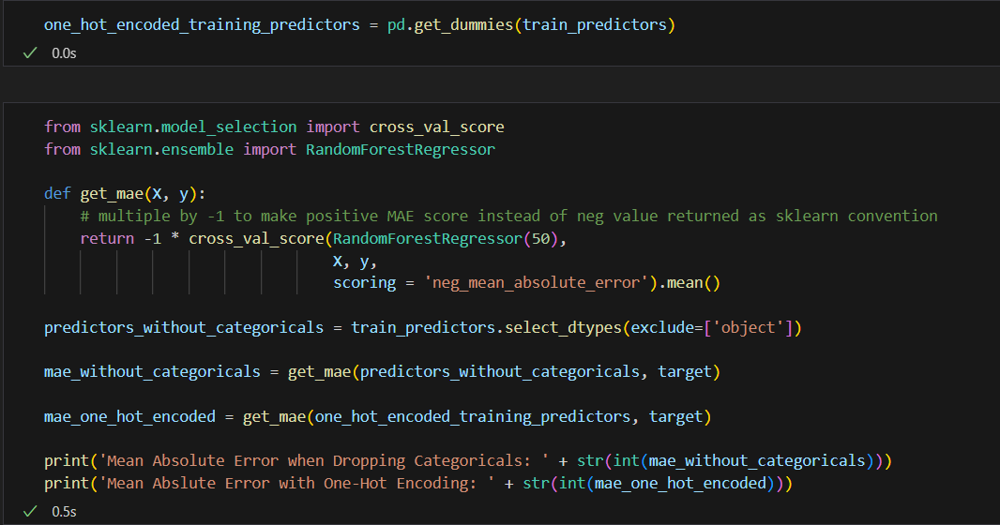 one_hot_encoded_training_predictors = pd.get_dummies(train_predictors)
✓ 0.0s
from sklearn.model_selection import cross_val_score
from sklearn.ensemble import RandomForestRegressor
def get_mae(X, y):
# multiple by -1 to make positive MAE score instead of neg value returned as sklearn convention
return -1 * cross_val_score(RandomForestRegressor(50),
X, y,
scoring = 'neg_mean_absolute_error').mean()
predictors_without_categoricals = train_predictors.select_dtypes(exclude=['object'])
mae_without_categoricals = get_mae(predictors_without_categoricals, target)
mae_one_hot_encoded = get_mae(one_hot_encoded_training_predictors, target)
print('Mean Absolute Error when Dropping Categoricals: ' + str(int(mae_without_categoricals)))
print('Mean Abslute Error with One-Hot Encoding: ' + str(int(mae_one_hot_encoded)))
✓ 0.5s